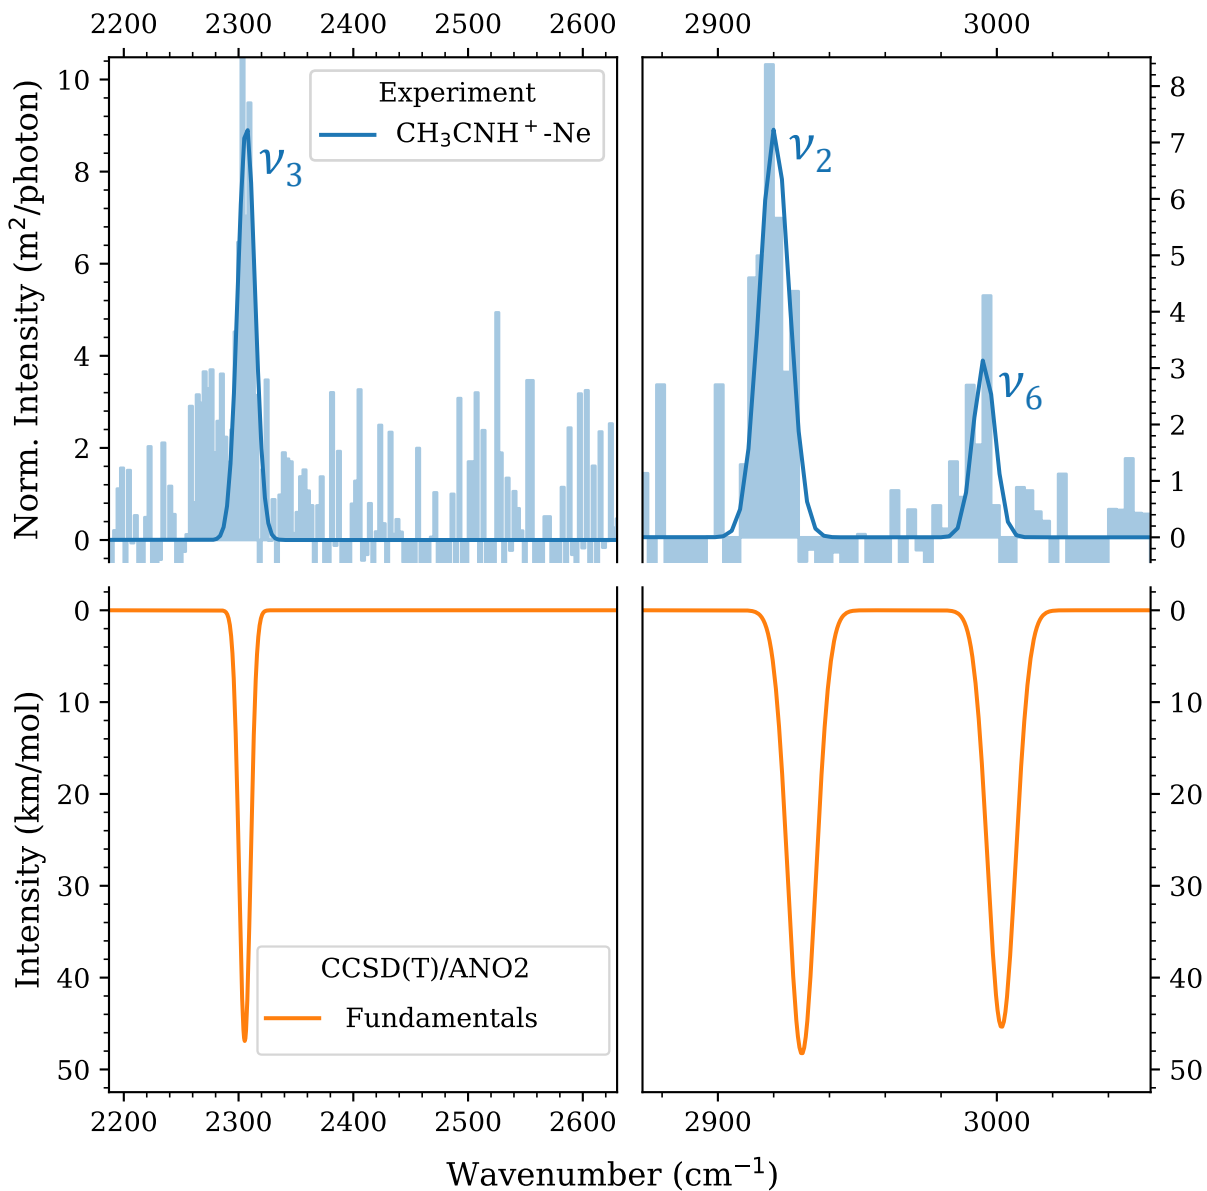 2200 2300 2400 2500 2600 2900 3000
Experiment
CH₃CNH⁺-Ne
ν₃
ν₂
ν₆
Norm. Intensity (m²/photon)
10
8
6
4
2
0
8
7
6
5
4
3
2
1
0
Intensity (km/mol)
0
10
20
30
40
50
0
10
20
30
40
50
CCSD(T)/ANO2
Fundamentals
2200 2300 2400 2500 2600 2900 3000
Wavenumber (cm⁻¹)